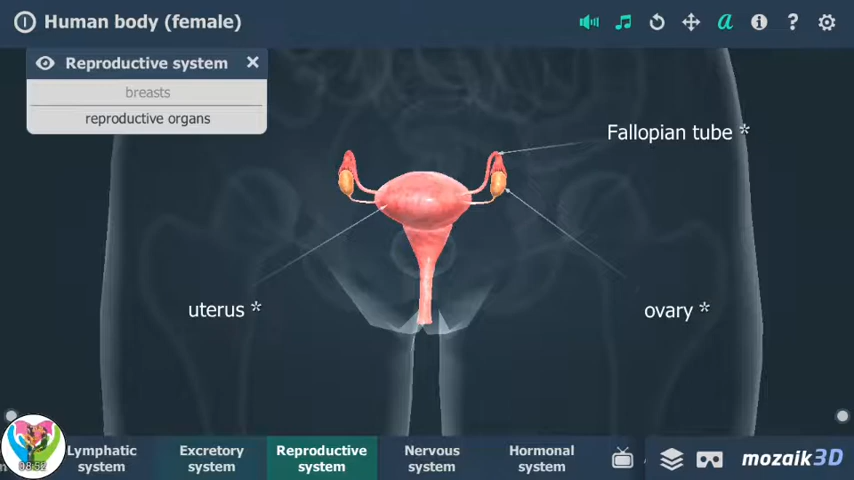 Human body (female)
Reproductive system
breasts
reproductive organs
Fallopian tube *
uterus *
ovary *
Lymphatic
system
Excretory
system
Reproductive
system
Nervous
system
Hormonal
system
mozaik3D